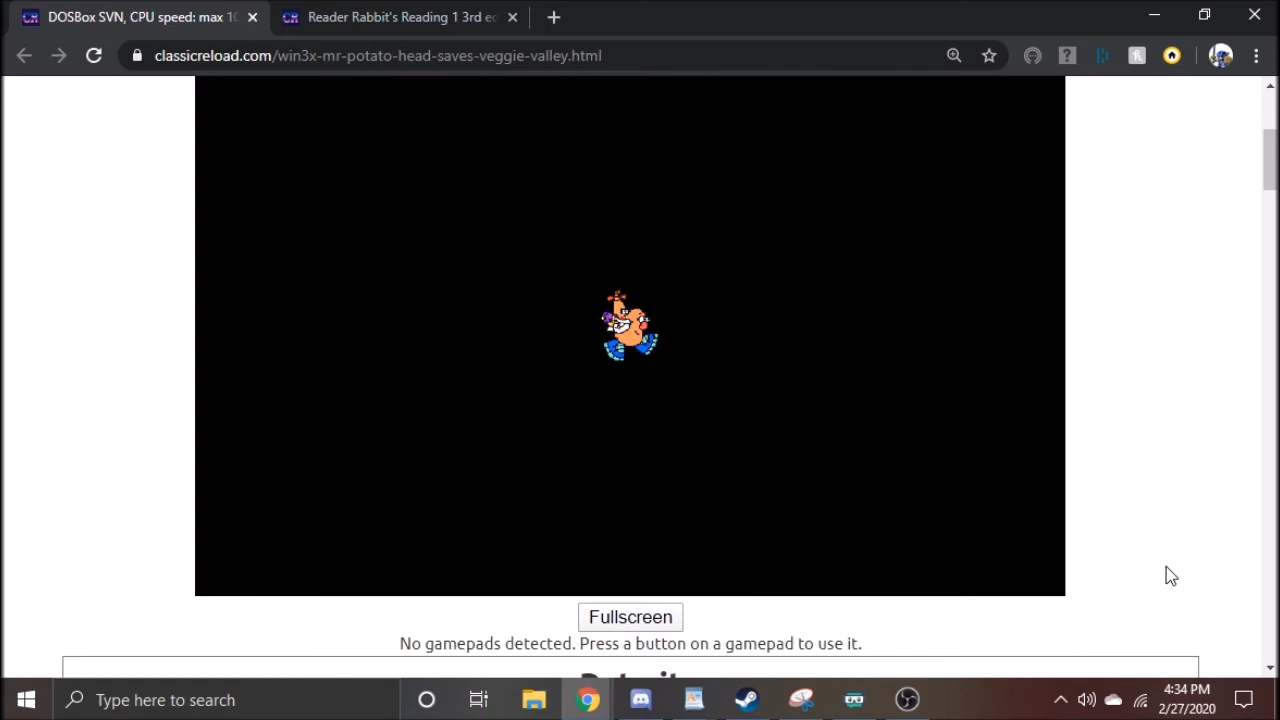 DOSBox SVN, CPU speed: max 10
Reader Rabbit's Reading 1 3rd ed
classicreload.com/win3x-mr-potato-head-saves-veggie-valley.html
Fullscreen
No gamepads detected. Press a button on a gamepad to use it.
Type here to search
4:34 PM
2/27/2020